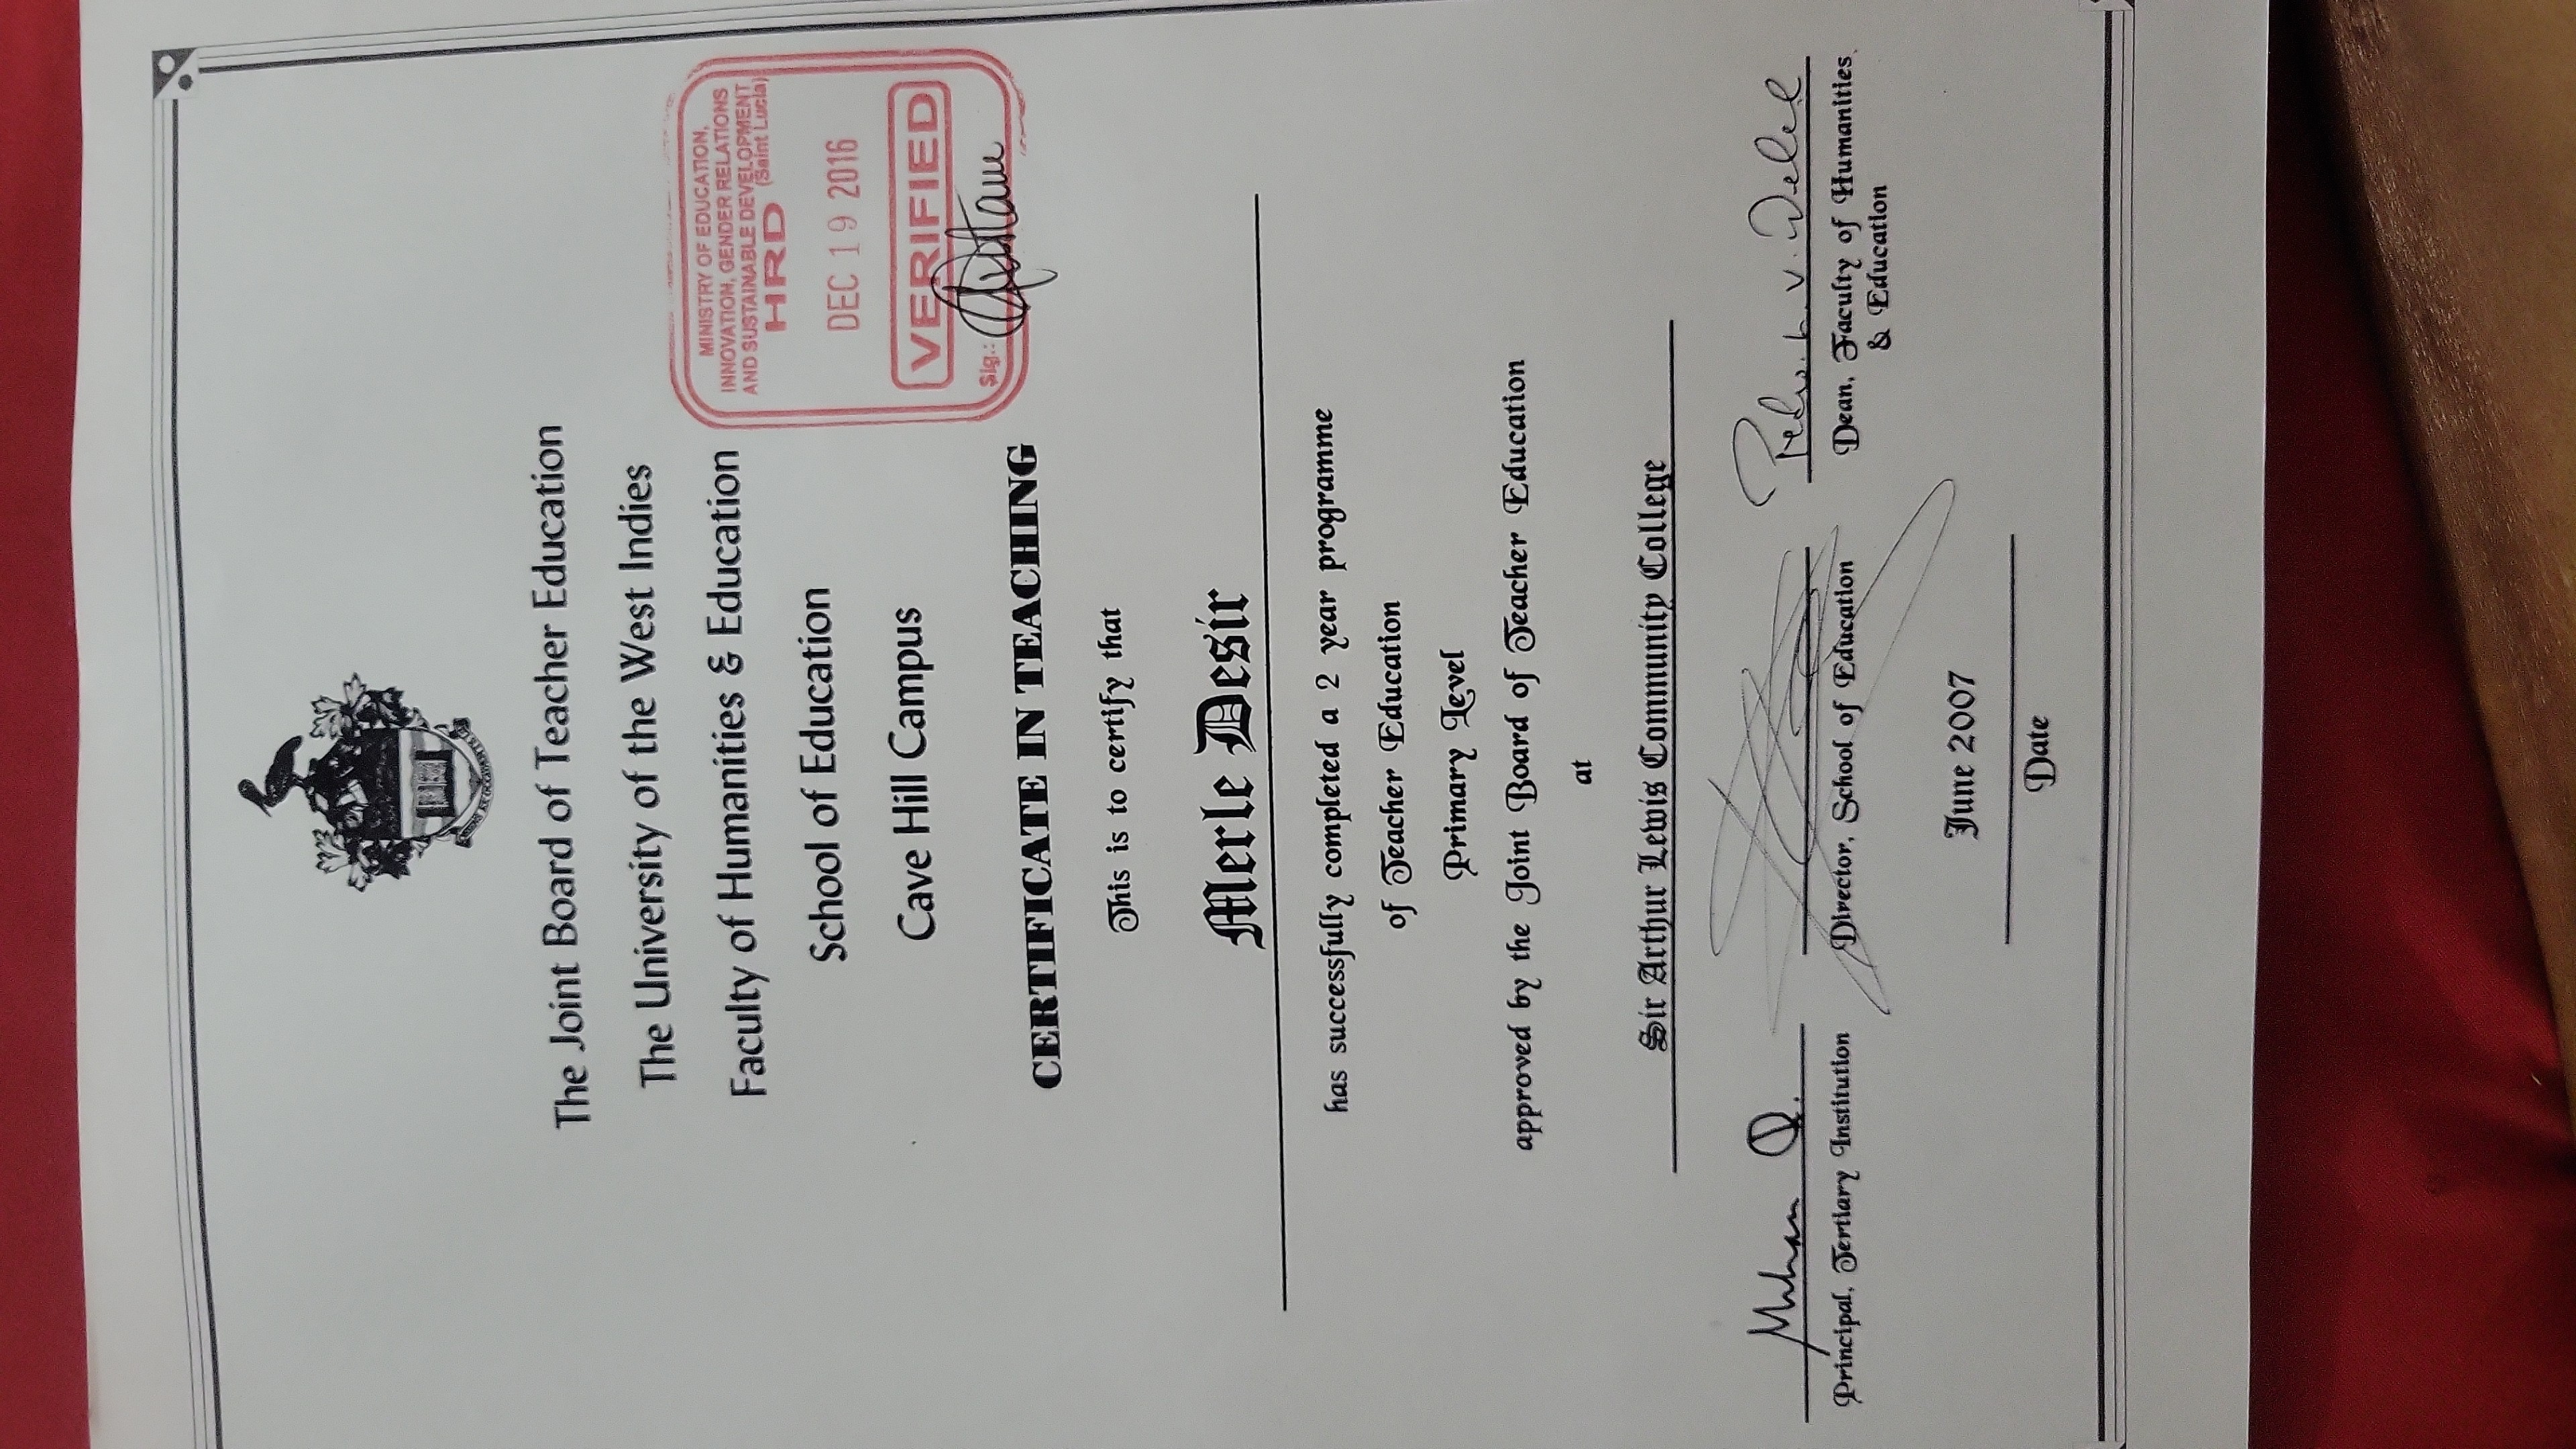 The Joint Board of Teacher Education
The University of the West Indies
Faculty of Humanities & Education
School of Education
Cave Hill Campus
MINISTRY OF EDUCATION,
INNOVATION, GENDER RELATIONS
AND SUSTAINABLE DEVELOPMENT
HRD (Saint Lucia)
DEC 19 2016
VERIFIED
Sig.:
CERTIFICATE IN TEACHING
This is to certify that
Merle Desir
has successfully completed a 2 year programme
of Teacher Education
Primary Level
approved by the Joint Board of Teacher Education
at
Sir Arthur Lewis Community College
Principal, Tertiary Institution
Director, School of Education
Dean, Faculty of Humanities
& Education
June 2007
Date